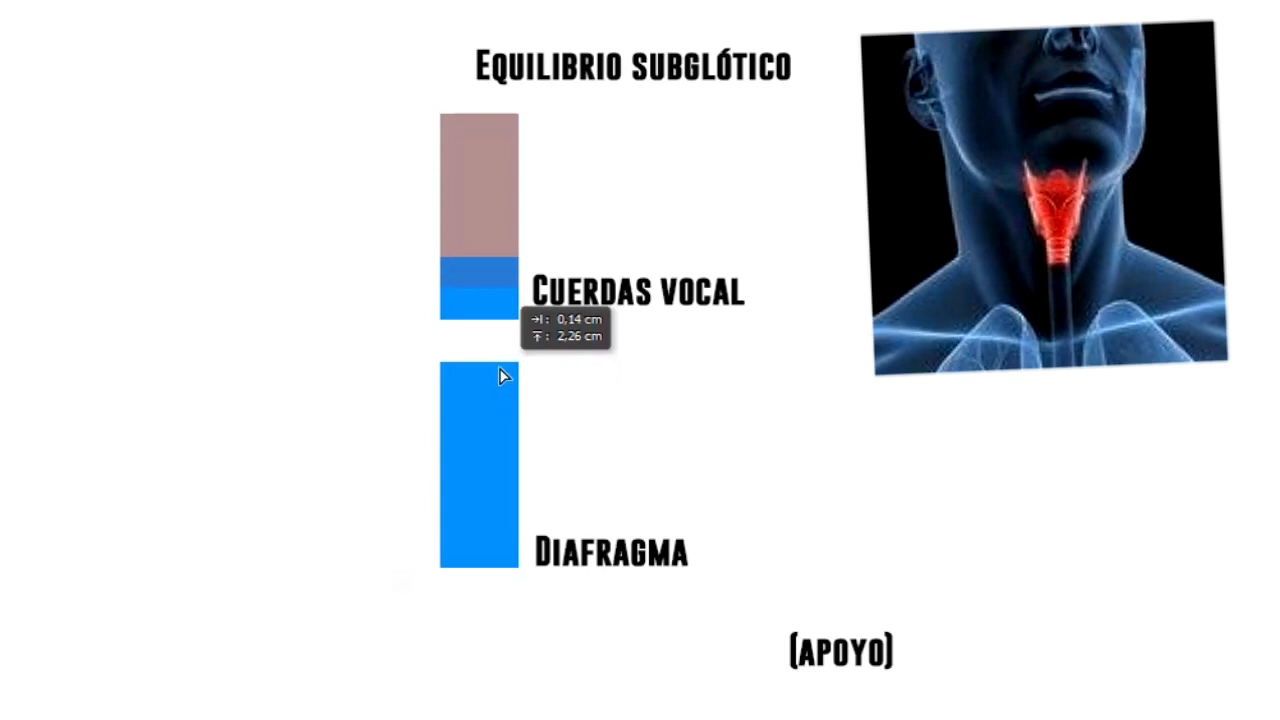 EQUILIBRIO SUBGLÓTICO
CUERDAS VOCAL
→I : 0,14 cm
: 2,26 cm
DIAFRAGMA
(APOYO)